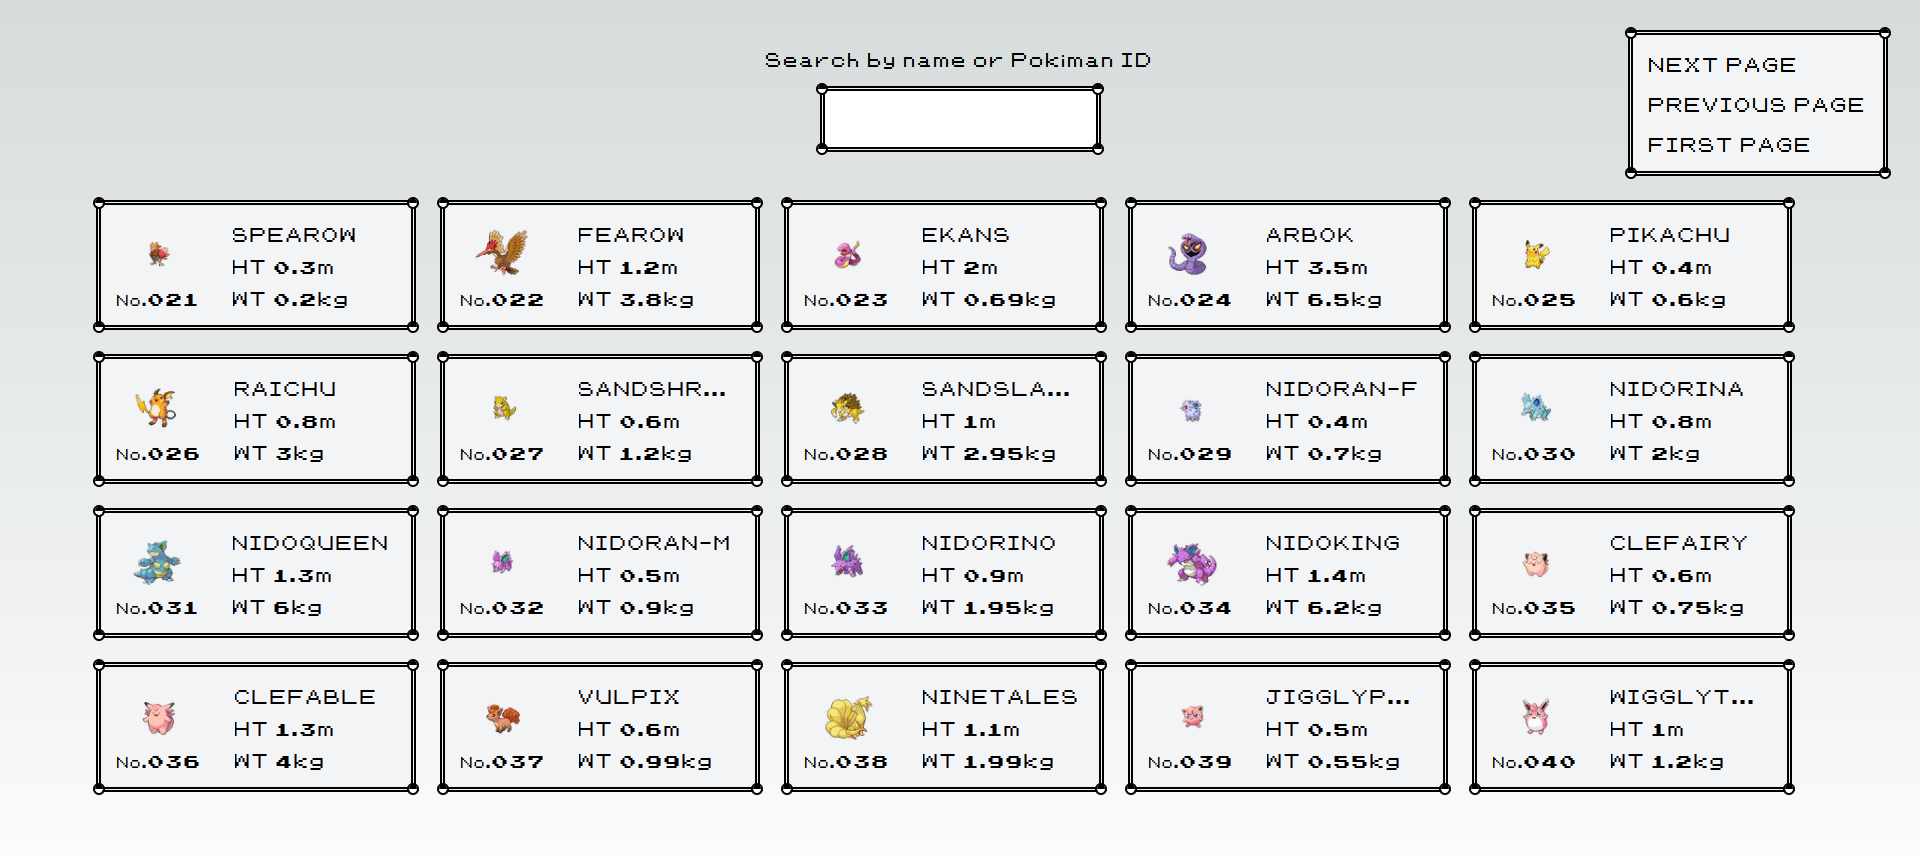 Search by name or Pokiman ID
NEXT PAGE
PREVIOUS PAGE
FIRST PAGE
SPEAROW
HT 0.3m
No.021 WT 0.2kg
FEAROW
HT 1.2m
No.022 WT 3.8kg
EKANS
HT 2m
No.023 WT 0.69kg
ARBOK
HT 3.5m
No.024 WT 6.5kg
PIKACHU
HT 0.4m
No.025 WT 0.6kg
RAICHU
HT 0.8m
No.026 WT 3kg
SANDSHR...
HT 0.6m
No.027 WT 1.2kg
SANDSLA...
HT 1m
No.028 WT 2.95kg
NIDORAN-F
HT 0.4m
No.029 WT 0.7kg
NIDORINA
HT 0.8m
No.030 WT 2kg
NIDOQUEEN
HT 1.3m
No.031 WT 6kg
NIDORAN-M
HT 0.5m
No.032 WT 0.9kg
NIDORINO
HT 0.9m
No.033 WT 1.95kg
NIDOKING
HT 1.4m
No.034 WT 6.2kg
CLEFAIRY
HT 0.6m
No.035 WT 0.75kg
CLEFABLE
HT 1.3m
No.036 WT 4kg
VULPIX
HT 0.6m
No.037 WT 0.99kg
NINETALES
HT 1.1m
No.038 WT 1.99kg
JIGGLYP...
HT 0.5m
No.039 WT 0.55kg
WIGGLYT...
HT 1m
No.040 WT 1.2kg